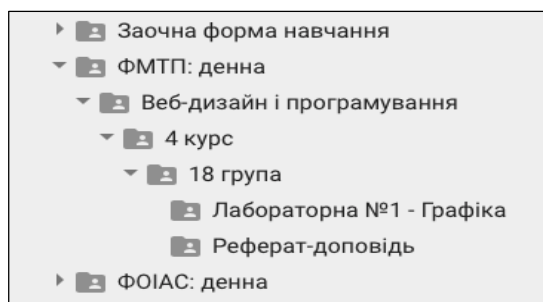 Заочна форма навчання
ФМТП: денна
Веб-дизайн і програмування
4 курс
18 група
Лабораторна №1 - Графіка
Реферат-доповідь
ФОІАС: денна